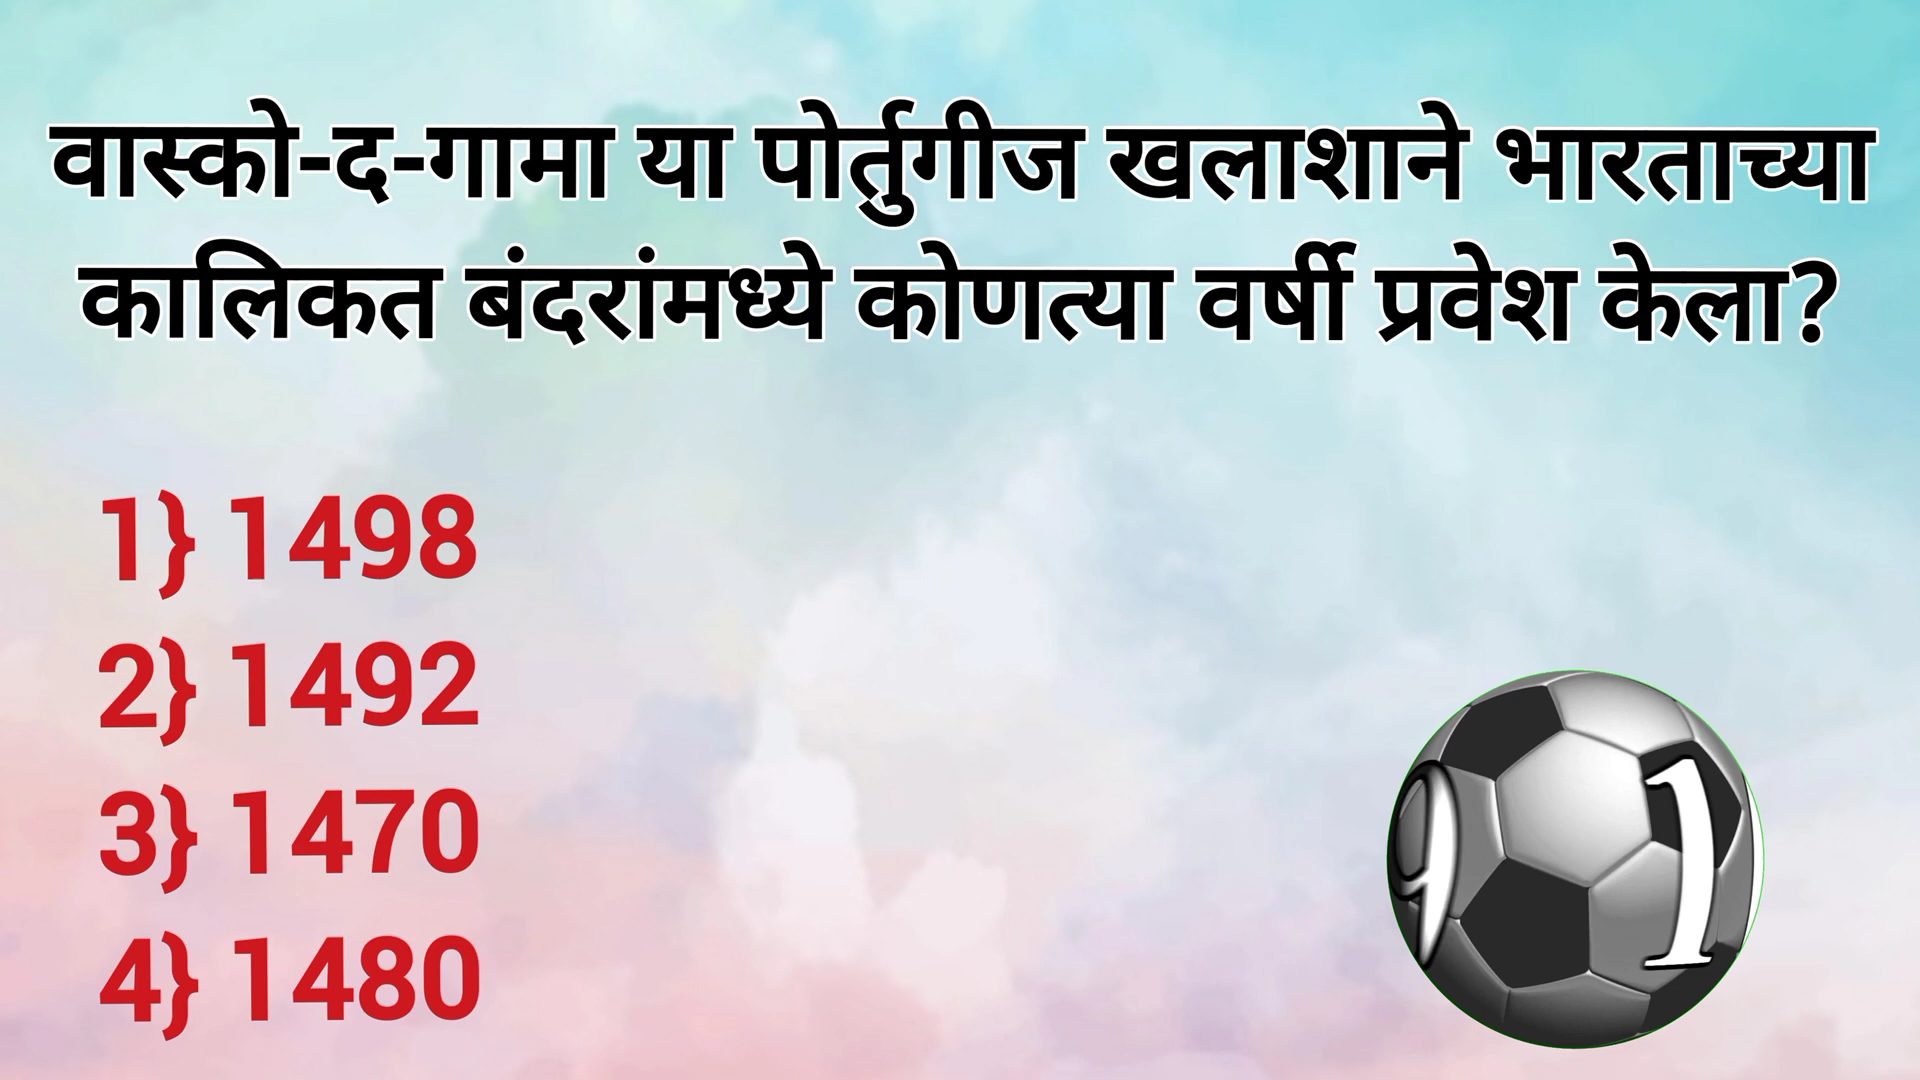 वास्को-द-गामा या पोर्तुगीज खलाशाने भारताच्या
कालिकत बंदरांमध्ये कोणत्या वर्षी प्रवेश केला?
1} 1498
2} 1492
3} 1470
4} 1480
9 1